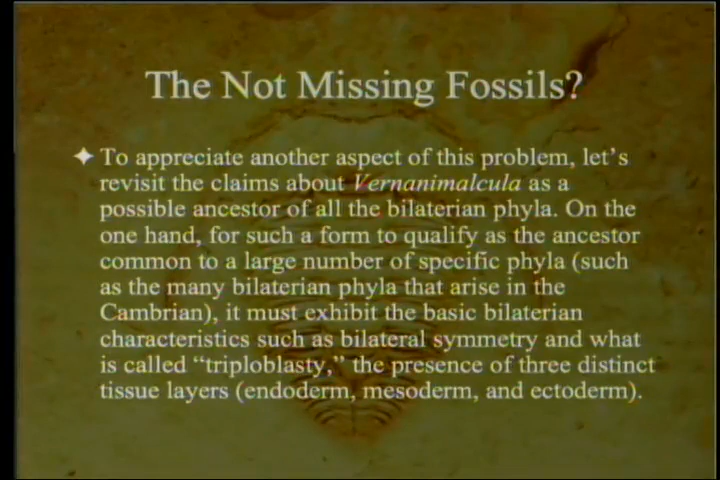 The Not Missing Fossils?
To appreciate another aspect of this problem, let's
revisit the claims about Vernanimalcula as a
possible ancestor of all the bilaterian phyla. On the
one hand, for such a form to qualify as the ancestor
common to a large number of specific phyla (such
as the many bilaterian phyla that arise in the
Cambrian), it must exhibit the basic bilaterian
characteristics such as bilateral symmetry and what
is called “triploblasty,” the presence of three distinct
tissue layers (endoderm, mesoderm, and ectoderm).